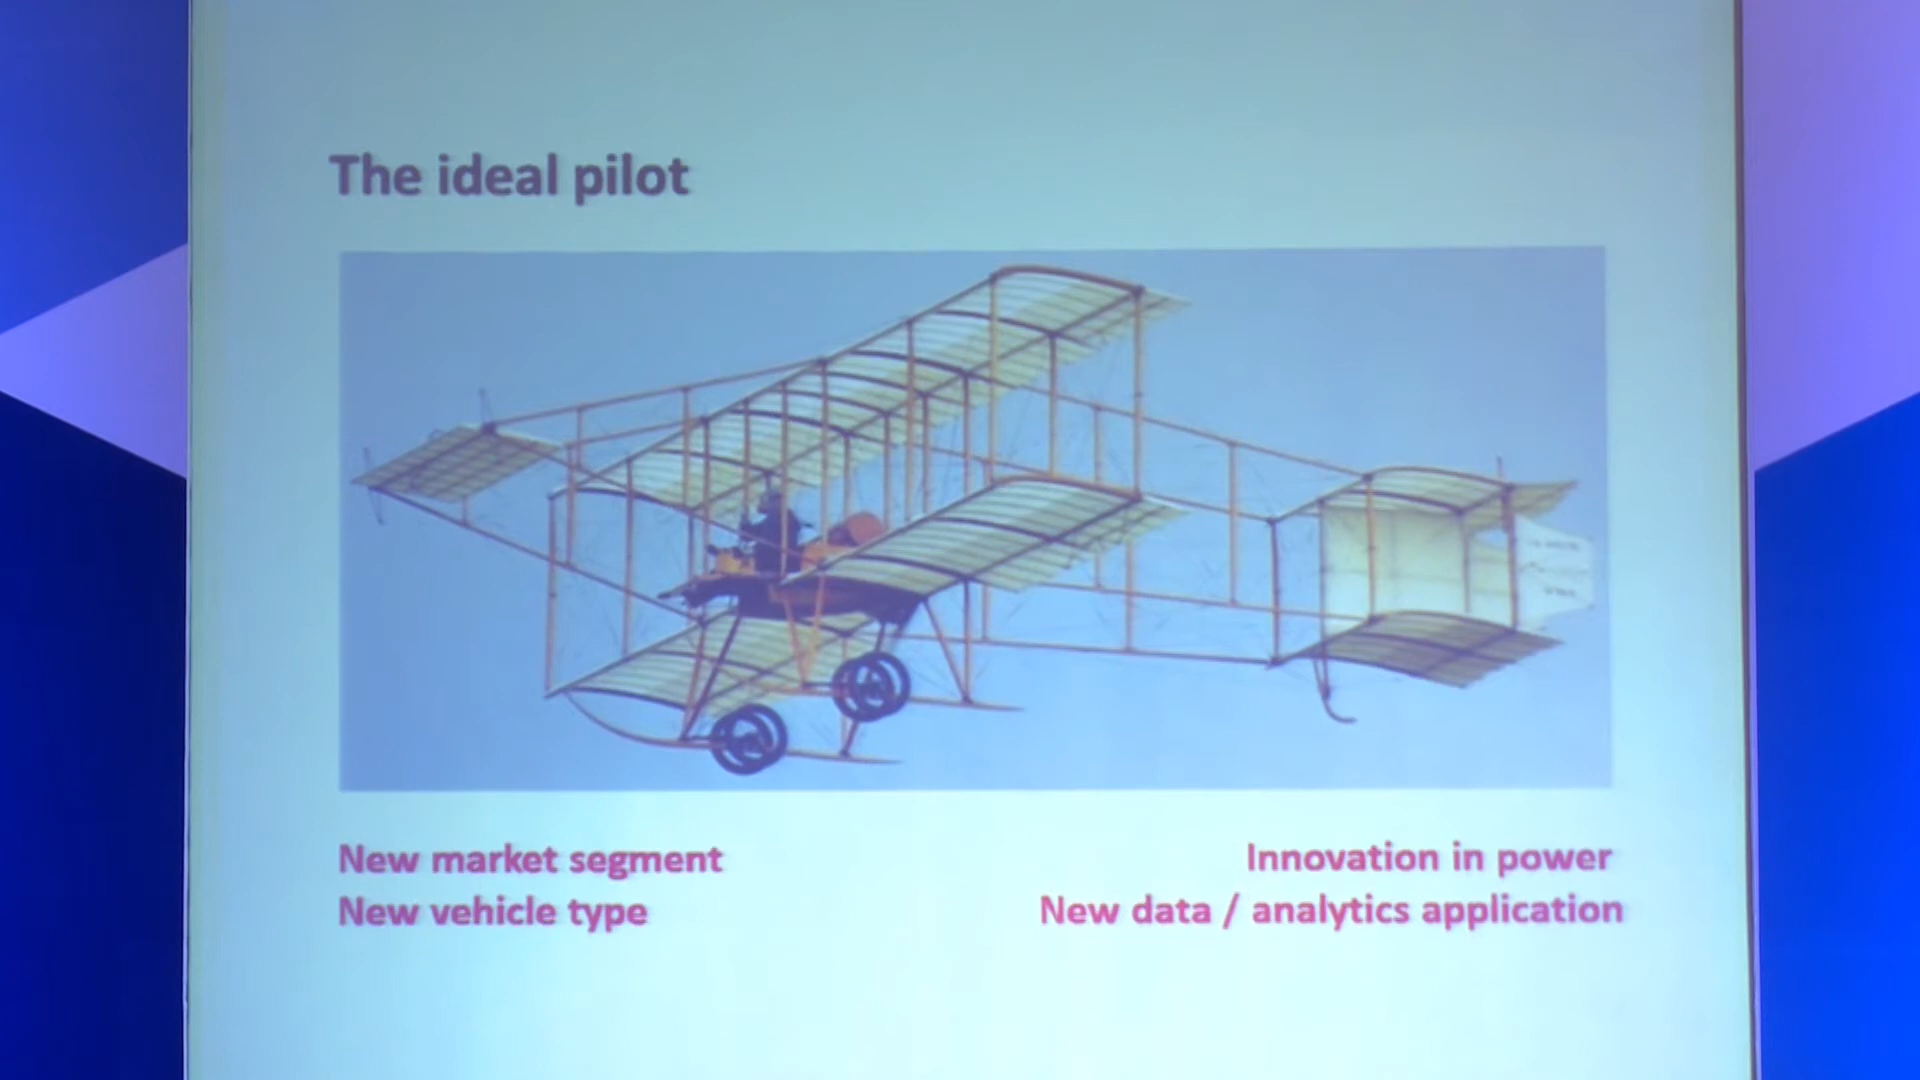 The ideal pilot
New market segment
New vehicle type
Innovation in power
New data / analytics application